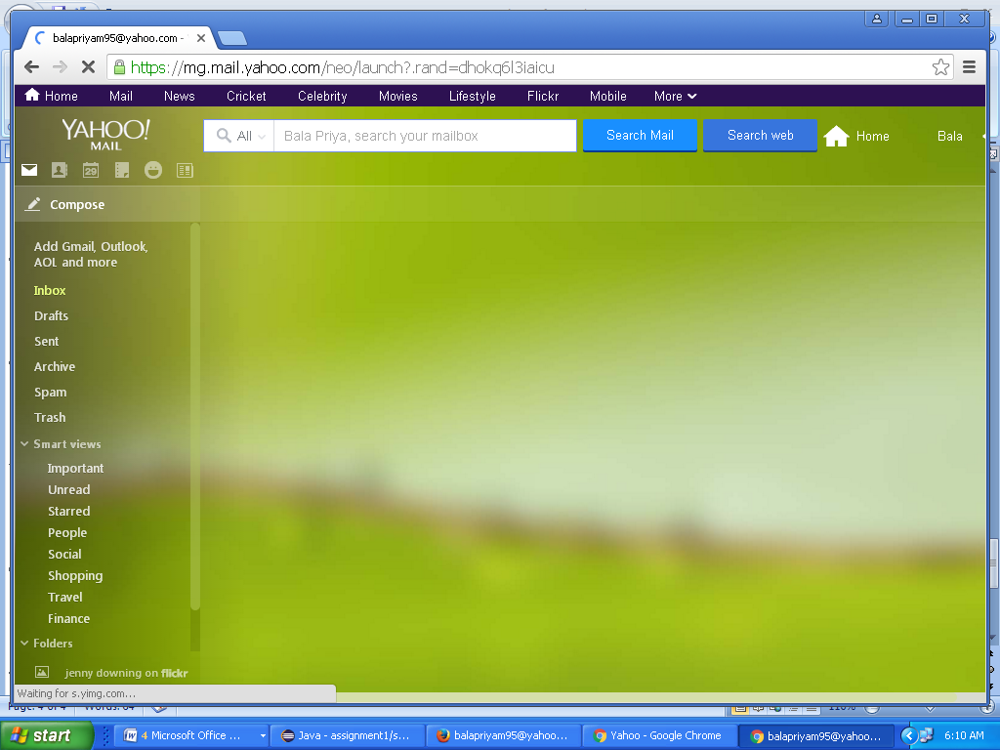 balapriyam95@yahoo.com -
https://mg.mail.yahoo.com/neo/launch?.rand=dhokq6l3iaicu
Home Mail News Cricket Celebrity Movies Lifestyle Flickr Mobile More
YAHOO!
MAIL
All Bala Priya, search your mailbox Search Mail Search web Home Bala
29
Compose
Add Gmail, Outlook,
AOL and more
Inbox
Drafts
Sent
Archive
Spam
Trash
Smart views
Important
Unread
Starred
People
Social
Shopping
Travel
Finance
Folders
jenny downing on flickr
Waiting for s.yimg.com...
Page: 4 of 4 Words: 64 110%
start 4 Microsoft Office ... Java - assignment1/s... balapriyam95@yahoo... Yahoo - Google Chrome balapriyam95@yahoo... 6:10 AM